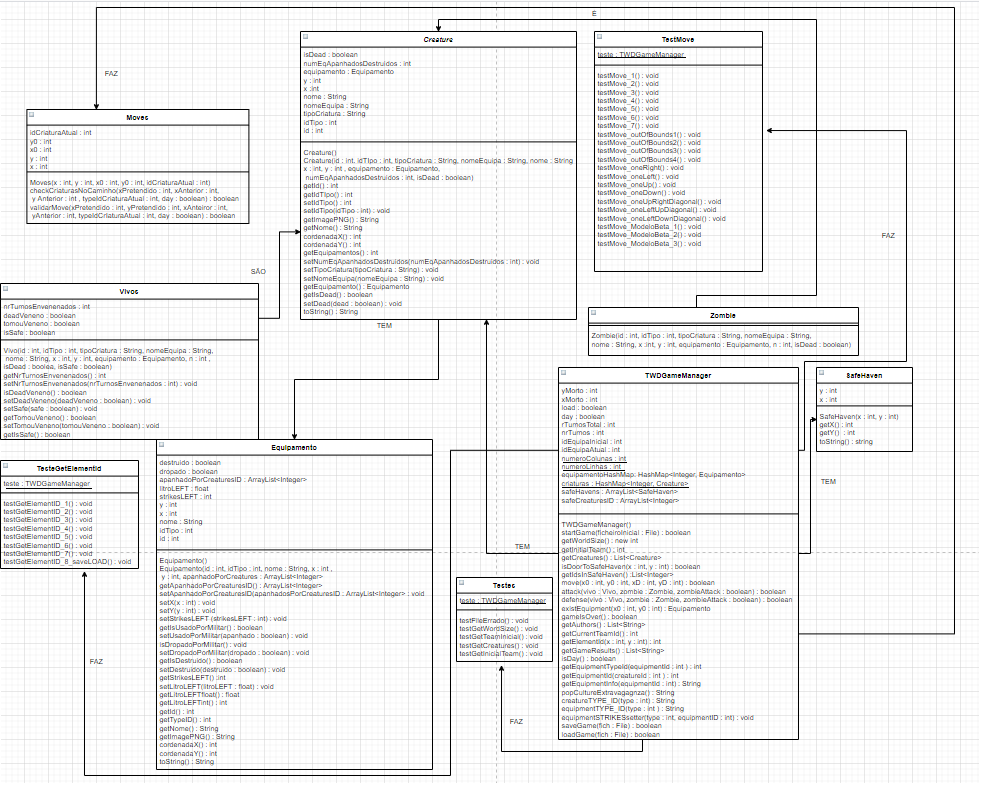 É
FAZ
Creature
isDead : boolean
numEqApanhadosDestruidos : int
equipamento : Equipamento
y : int
x :int
nome : String
nomeEquipa : String
tipoCriatura : String
idTipo : int
id : int
Creature()
Creature(id : int, idTipo : int, tipoCriatura : String, nomeEquipa : String, nome : String
x : int, y : int , equipamento : Equipamento,
numEqApanhadosDestruidos : int, isDead : boolean)
getId() : int
getIdTipo() : int
setIdTipo() : int
setIdTipo(idTipo : int) : void
getImagePNG() : String
getNome() : String
cordenadaX() : int
cordenadaY() : int
getEquipamentos() : int
setNumEqApanhadosDestruidos(numEqApanhadosDestruidos : int) : void
setTipoCriatura(tipoCriatura : String) : void
setNomeEquipa(nomeEquipa : String) : void
getEquipamento() : Equipamento
getIsDead() : boolean
setDead(dead : boolean) : void
toString() : String
TestMove
teste : TWDGameManager
testMove_1() : void
testMove_2() : void
testMove_3() : void
testMove_4() : void
testMove_5() : void
testMove_6() : void
testMove_7() : void
testMove_outOfBounds1() : void
testMove_outOfBounds2() : void
testMove_outOfBounds3() : void
testMove_outOfBounds4() : void
testMove_oneRight() : void
testMove_oneLeft() : void
testMove_oneUp() : void
testMove_oneDown() : void
testMove_oneUpRightDiagonal() : void
testMove_oneLeftUpDiagonal() : void
testMove_oneLeftDownDiagonal() : void
testMove_ModeloBeta_1() : void
testMove_ModeloBeta_2() : void
testMove_ModeloBeta_3() : void
Moves
idCriaturaAtual : int
y0 : int
x0 : int
y : int
x : int
Moves(x : int, y : int, x0 : int, y0 : int, idCriaturaAtual : int)
checkCriaturasNoCaminho(xPretendido : int, xAnterior : int,
y Anterior : int , typeIdCriaturaAtual : int, day : boolean) : boolean
validarMove(xPretendido : int, yPretendido : int, xAnteiror : int,
yAnterior : int, typeIdCriaturaAtual : int, day : boolean) : boolean
FAZ
SÃO
Vivos
nrTurnosEnvenenados : int
deadVeneno : boolean
tomouVeneno : boolean
isSafe : boolean
Vivo(id : int, idTipo : int, tipoCriatura : String, nomeEquipa : String,
nome : String, x : int, y : int, equipamento : Equipamento, n : int ,
isDead : boolea, isSafe : boolean)
getNrTurnosEnvenenados() : int
setNrTurnosEnvenenados(nrTurnosEnvenenados : int) : void
isDeadVeneno() : boolean
setDeadVeneno(deadVeneno : boolean) : void
setSafe(safe : boolean) : void
getTomouVeneno() : boolean
setTomouVeneno(tomouVeneno : boolean) : void
getIsSafe() : boolean
TEM
Zombie
Zombie(id : int, idTipo : int, tipoCriatura : String, nomeEquipa : String,
nome : String, x :int, y : int, equipamento : Equipamento, n : int, isDead : boolean)
TWDGameManager
yMorto : int
xMorto : int
load : boolean
day : boolean
rTurnosTotal : int
nrTurnos : int
idEquipaInicial : int
idEquipaAtual : int
numeroColunas : int
numeroLinhas : int
equipamentoHashMap: HashMap<Integer, Equipamento>
criaturas : HashMap<Integer, Creature>
safeHavens : ArrayList<SafeHaven>
safeCreaturesID : ArrayList<Integer>
TWDGameManager()
startGame(ficheiroInicial : File) : boolean
getWorldSize() : new int
getInitialTeam() : int
getCreatures() : List<Creature>
isDoorToSafeHaven(x : int, y : int) : boolean
getIdsInSafeHaven() :List<Integer>
move(x0 : int, y0 : int, xD : int, yD : int) : boolean
attack(vivo : Vivo, zombie : Zombie, zombieAttack : boolean) : boolean
defense(vivo : Vivo, zombie : Zombie, zombieAttack : boolean) : boolean
existEquipment(x0 : int, y0 : int) : Equipamento
gameIsOver() : boolean
getAuthors() : List<String>
getCurrentTeamId() : int
getElementId(x : int, y : int) : int
getGameResults() : List<String>
isDay() : boolean
getEquipmentTypeId(equipmentId : int ) : int
getEquipmentId(creatureId : int ) : int
getEquipmentInfo(equipmentId : int) : String
popCultureExtravagagnza() : String
creatureTYPE_ID(type : int) : String
equipmentTYPE_ID(type : int ) : String
equipmentSTRIKESsetter(type : int, equipmentID : int) : void
saveGame(fich : File) : boolean
loadGame(fich : File) : boolean
SafeHaven
y : int
x : int
SafeHaven(x : int, y : int)
getX() : int
getY() : int
toString() : string
TEM
Equipamento
destruido : boolean
dropado : boolean
apanhadoPorCreaturesID : ArrayList<Integer>
litroLEFT : float
strikesLEFT : int
y : int
x : int
nome : String
idTipo : int
id : int
Equipamento()
Equipamento(id : int, idTipo : int, nome : String, x : int ,
y : int, apanhadoPorCreatures : ArrayList<Integer>
getApanhadoPorCreaturesID() : ArrayList<Integer>
setApanhadoPorCreaturesID(apanhadosPorCreaturesID : ArrayList<Integer>) : void
setX(x : int) : void
setY(y : int) : void
setStrikesLEFT (strikesLEFT : int) : void
getIsUsadoPorMilitar() : boolean
setUsadoPorMilitar(apanhado : boolean) : void
isDropadoPorMilitar() : void
setDropadoPorMilitar(dropado : boolean) : void
getIsDestruido() : boolean
setDestruido(destruido : boolean) : void
getStrikesLEFT() :int
setLitroLEFT(litroLEFT : float) : void
getLitroLEFTfloat() : float
getLitroLEFTint() : int
getId() : int
getTypeID() : int
getNome() : String
getImagePNG() : String
cordenadaX() : int
cordenadaY() : int
toString() : String
TesteGetElementId
teste : TWDGameManager
testGetElementID_1() : void
testGetElementID_2() : void
testGetElementID_3() : void
testGetElementID_4() : void
testGetElementID_5() : void
testGetElementID_6() : void
testGetElementID_7() : void
testGetElementID_8_saveLOAD() : void
TEM
Testes
teste : TWDGameManager
testFileErrado() : void
testGetWorldSize() : void
testGetTeamInicial() : void
testGetCreatures() : void
testGetInicialTeam() : void
FAZ
FAZ